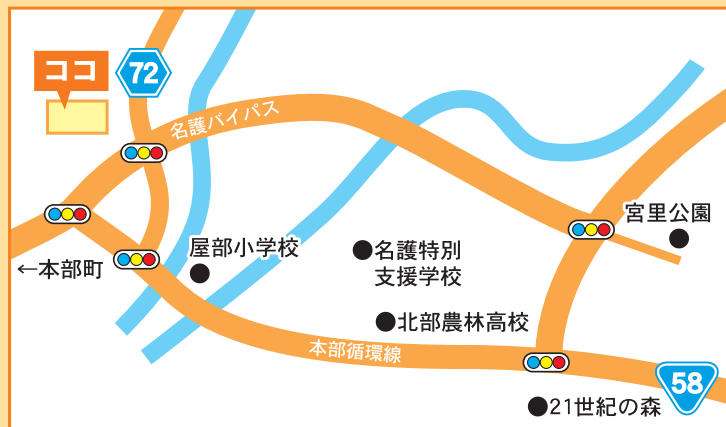 ココ
72
名護バイパス
宮里公園
屋部小学校
名護特別
支援学校
←本部町
北部農林高校
本部循環線
58
21世紀の森